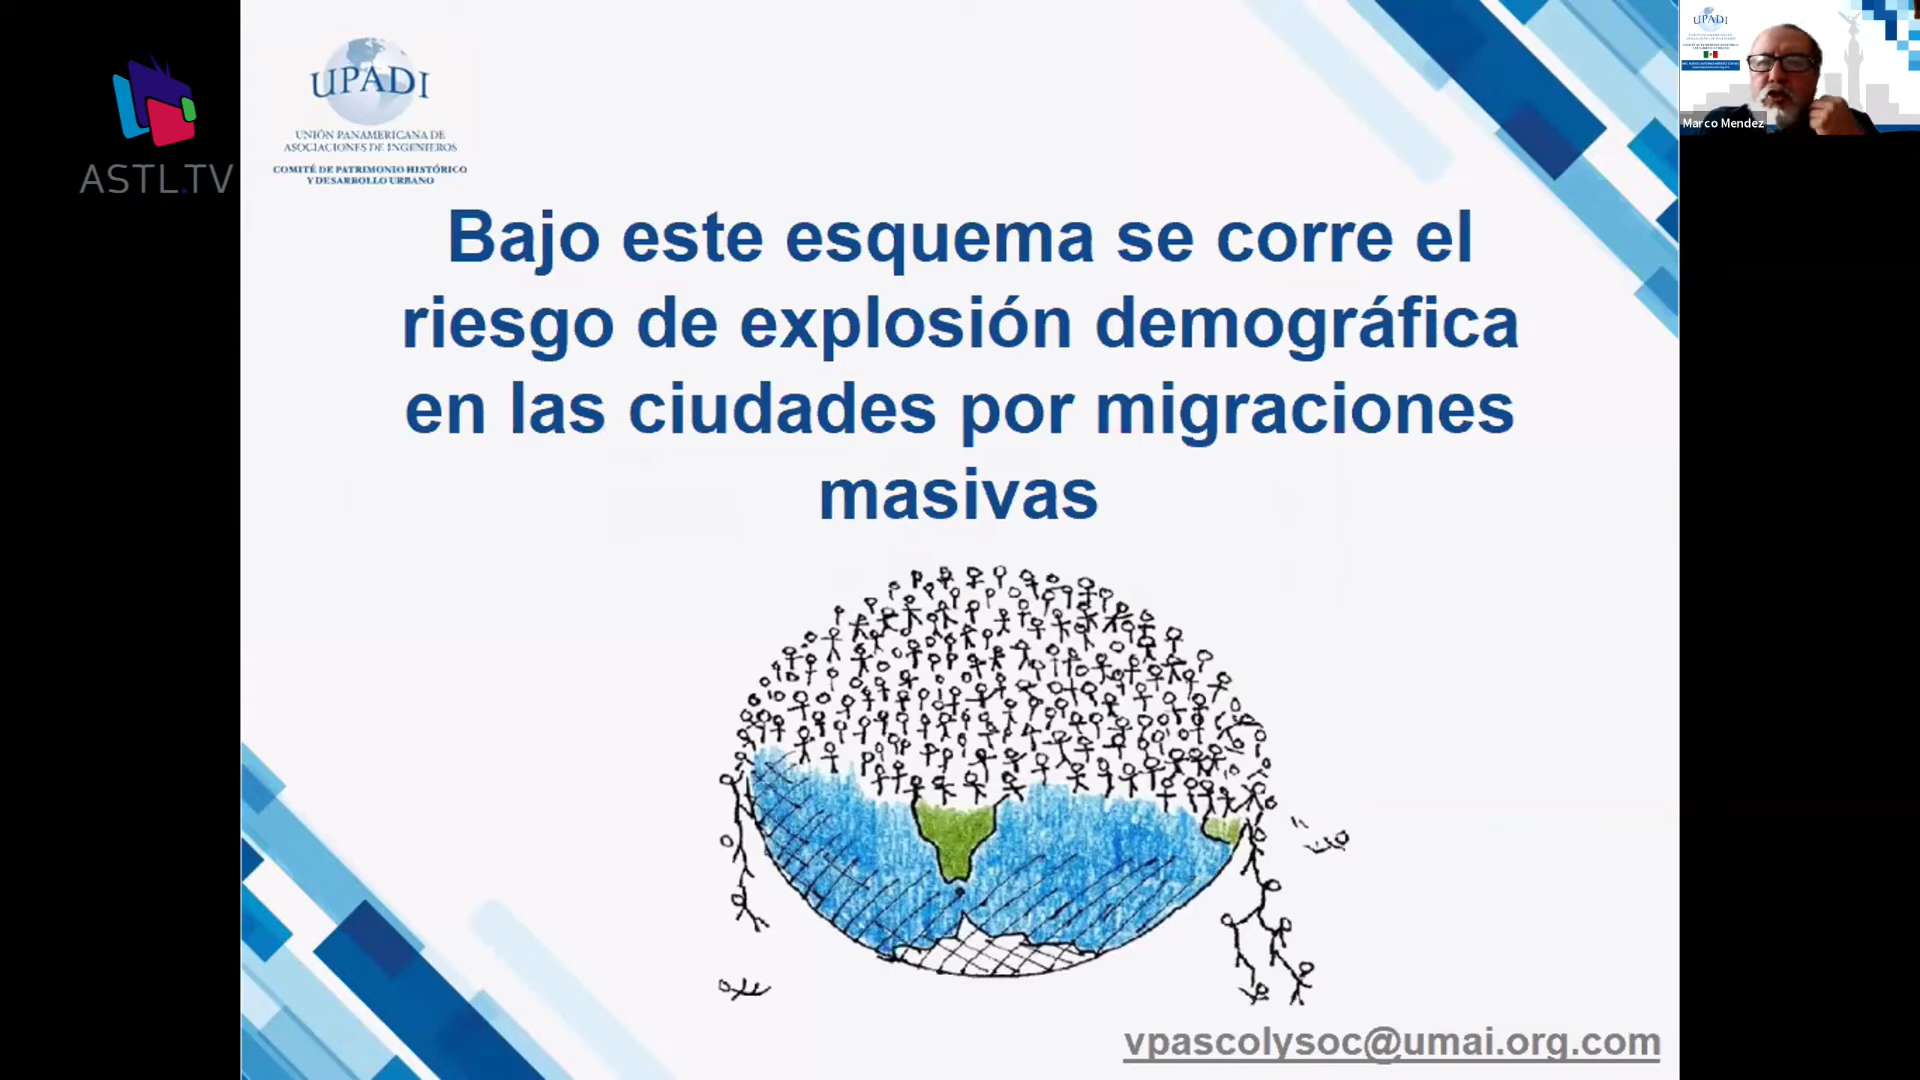 ASTL.TV
UPADI
UNIÓN PANAMERICANA DE
ASOCIACIONES DE INGENIEROS
COMITÉ DE PATRIMONIO HISTÓRICO
Y DESARROLLO URBANO
Bajo este esquema se corre el
riesgo de explosión demográfica
en las ciudades por migraciones
masivas
vpascolysoc@umai.org.com
UPADI
Marco Mendez